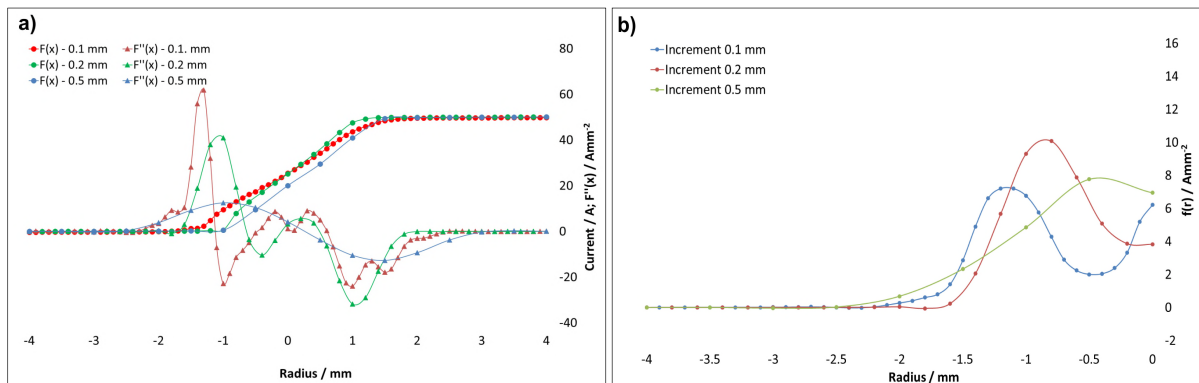 a)
F(x) - 0.1 mm
F''(x) - 0.1. mm
F(x) - 0.2 mm
F''(x) - 0.2 mm
F(x) - 0.5 mm
F''(x) - 0.5 mm
80
60
40
20
0
-20
-40
Current / A; F''(x) / Amm-2
-4 -3 -2 -1 0 1 2 3 4
Radius / mm
b)
Increment 0.1 mm
Increment 0.2 mm
Increment 0.5 mm
16
14
12
10
8
6
4
2
0
-2
f(r) / Amm-2
-4 -3.5 -3 -2.5 -2 -1.5 -1 -0.5 0
Radius / mm